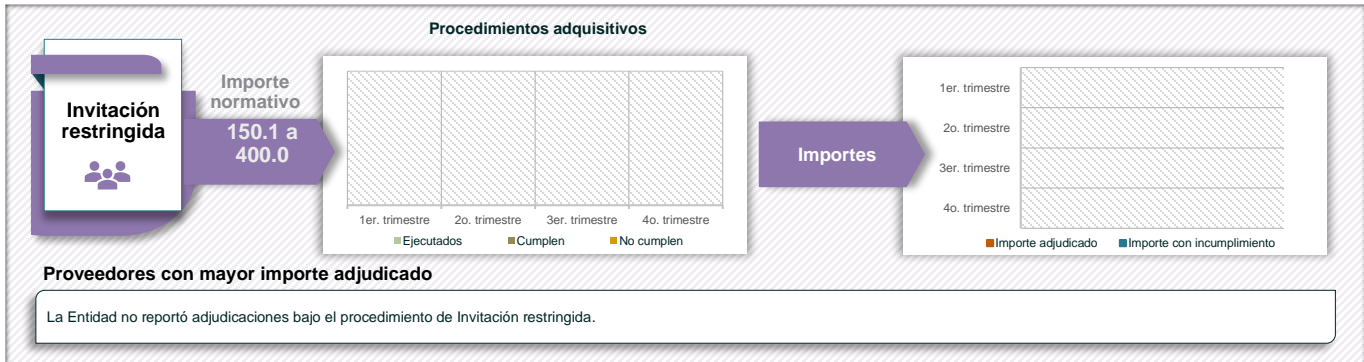 Procedimientos adquisitivos
Invitación
restringida
Importe
normativo
150.1 a
400.0
1er. trimestre
2o. trimestre
3er. trimestre
4o. trimestre
Ejecutados
Cumplen
No cumplen
Importes
1er. trimestre
2o. trimestre
3er. trimestre
4o. trimestre
Importe adjudicado
Importe con incumplimiento
Proveedores con mayor importe adjudicado
La Entidad no reportó adjudicaciones bajo el procedimiento de Invitación restringida.